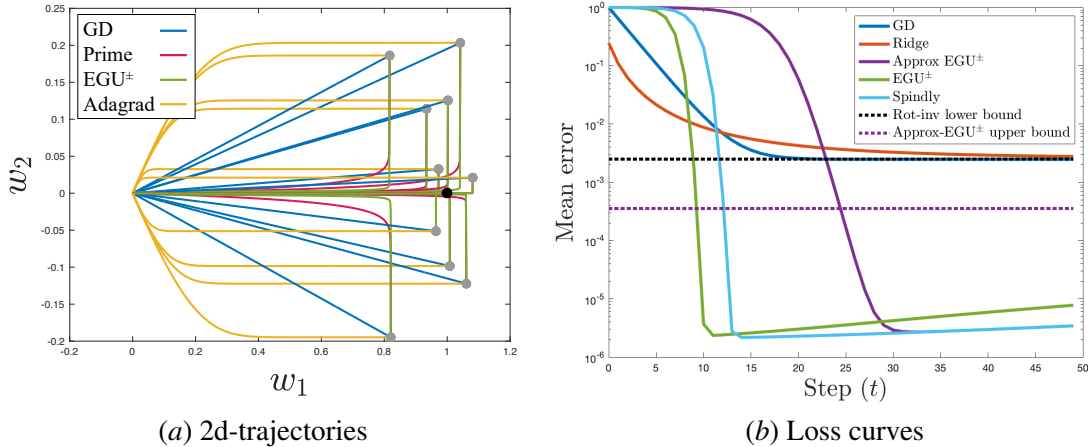 GD
Prime
EGU±
Adagrad
0.25
0.2
0.15
0.1
0.05
0
-0.05
-0.1
-0.15
-0.2
w₂
-0.2
0
0.2
0.4
0.6
0.8
1
1.2
w₁
(a) 2d-trajectories
GD
Ridge
Approx EGU±
EGU±
Spindly
Rot-inv lower bound
Approx-EGU± upper bound
10⁰
10⁻¹
10⁻²
10⁻³
10⁻⁴
10⁻⁵
10⁻⁶
Mean error
0
5
10
15
20
25
30
35
40
45
50
Step (t)
(b) Loss curves